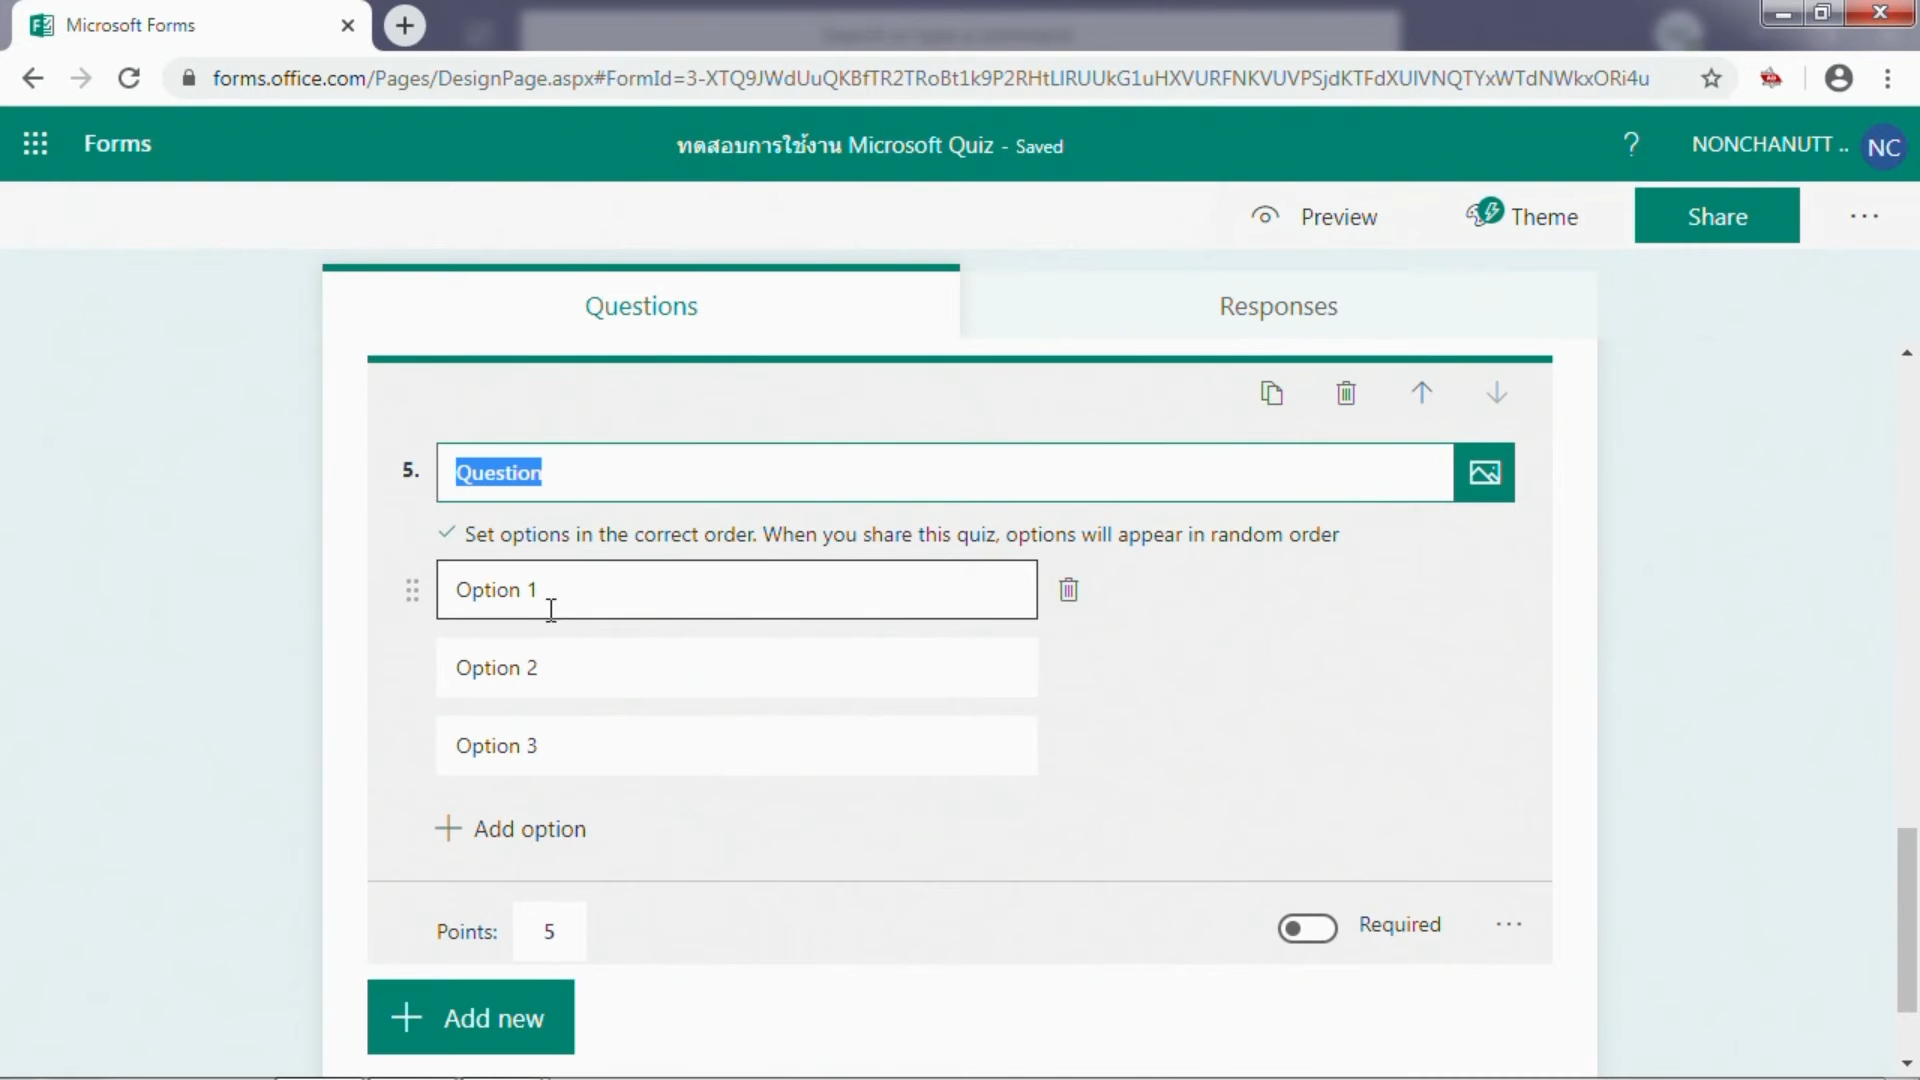 Microsoft Forms
forms.office.com/Pages/DesignPage.aspx#FormId=3-XTQ9JWdUuQKBfTR2TRoBt1k9P2RHtLlRUUkG1uHXVURFNKVUVPSjdKTFdXUlVNQTYxWTdNWkxORi4u
Forms
ทดสอบการใช้งาน Microsoft Quiz - Saved
?
NONCHANUTT ..
NC
Preview
Theme
Share
Questions
Responses
5.
Question
Set options in the correct order. When you share this quiz, options will appear in random order
Option 1
Option 2
Option 3
Add option
Points: 5
Required
Add new